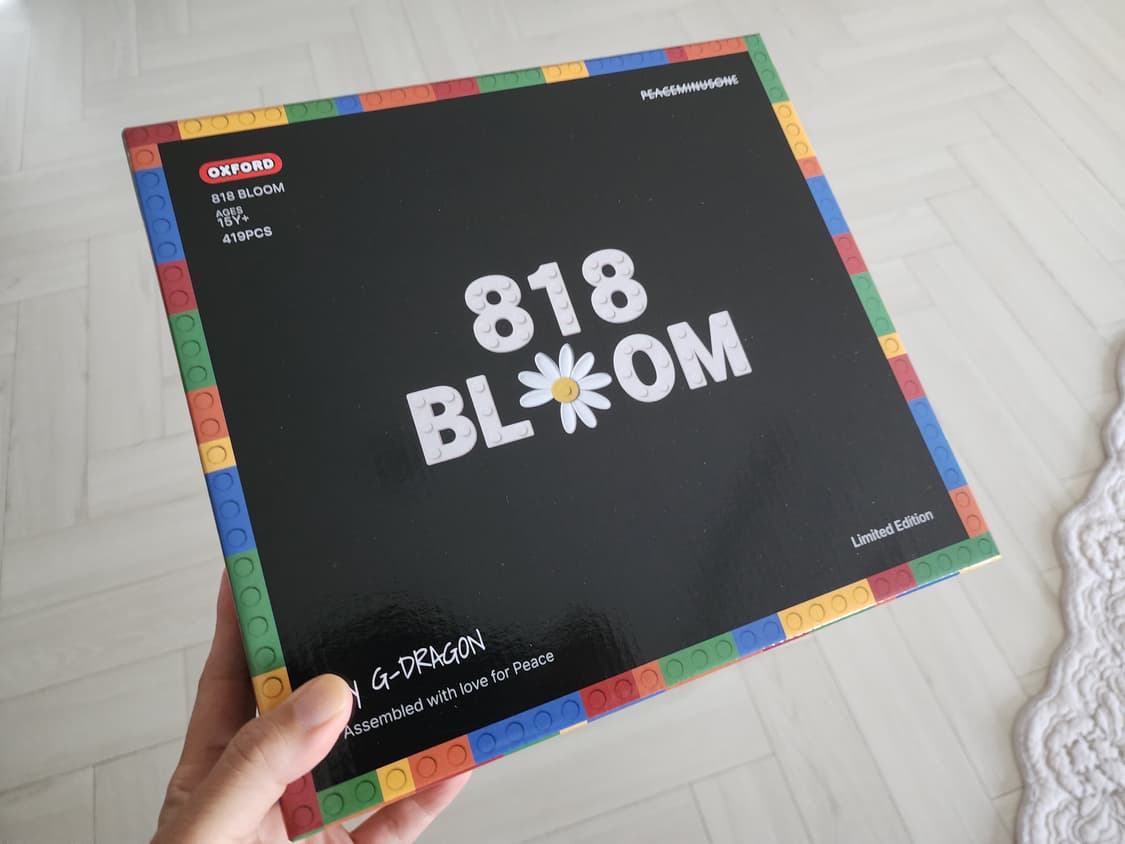 PEACEMINUSONE
OXFORD
818 BLOOM
AGES
15Y+
419PCS
818
BLOOM
Limited Edition
Y G-DRAGON
Assembled with love for Peace